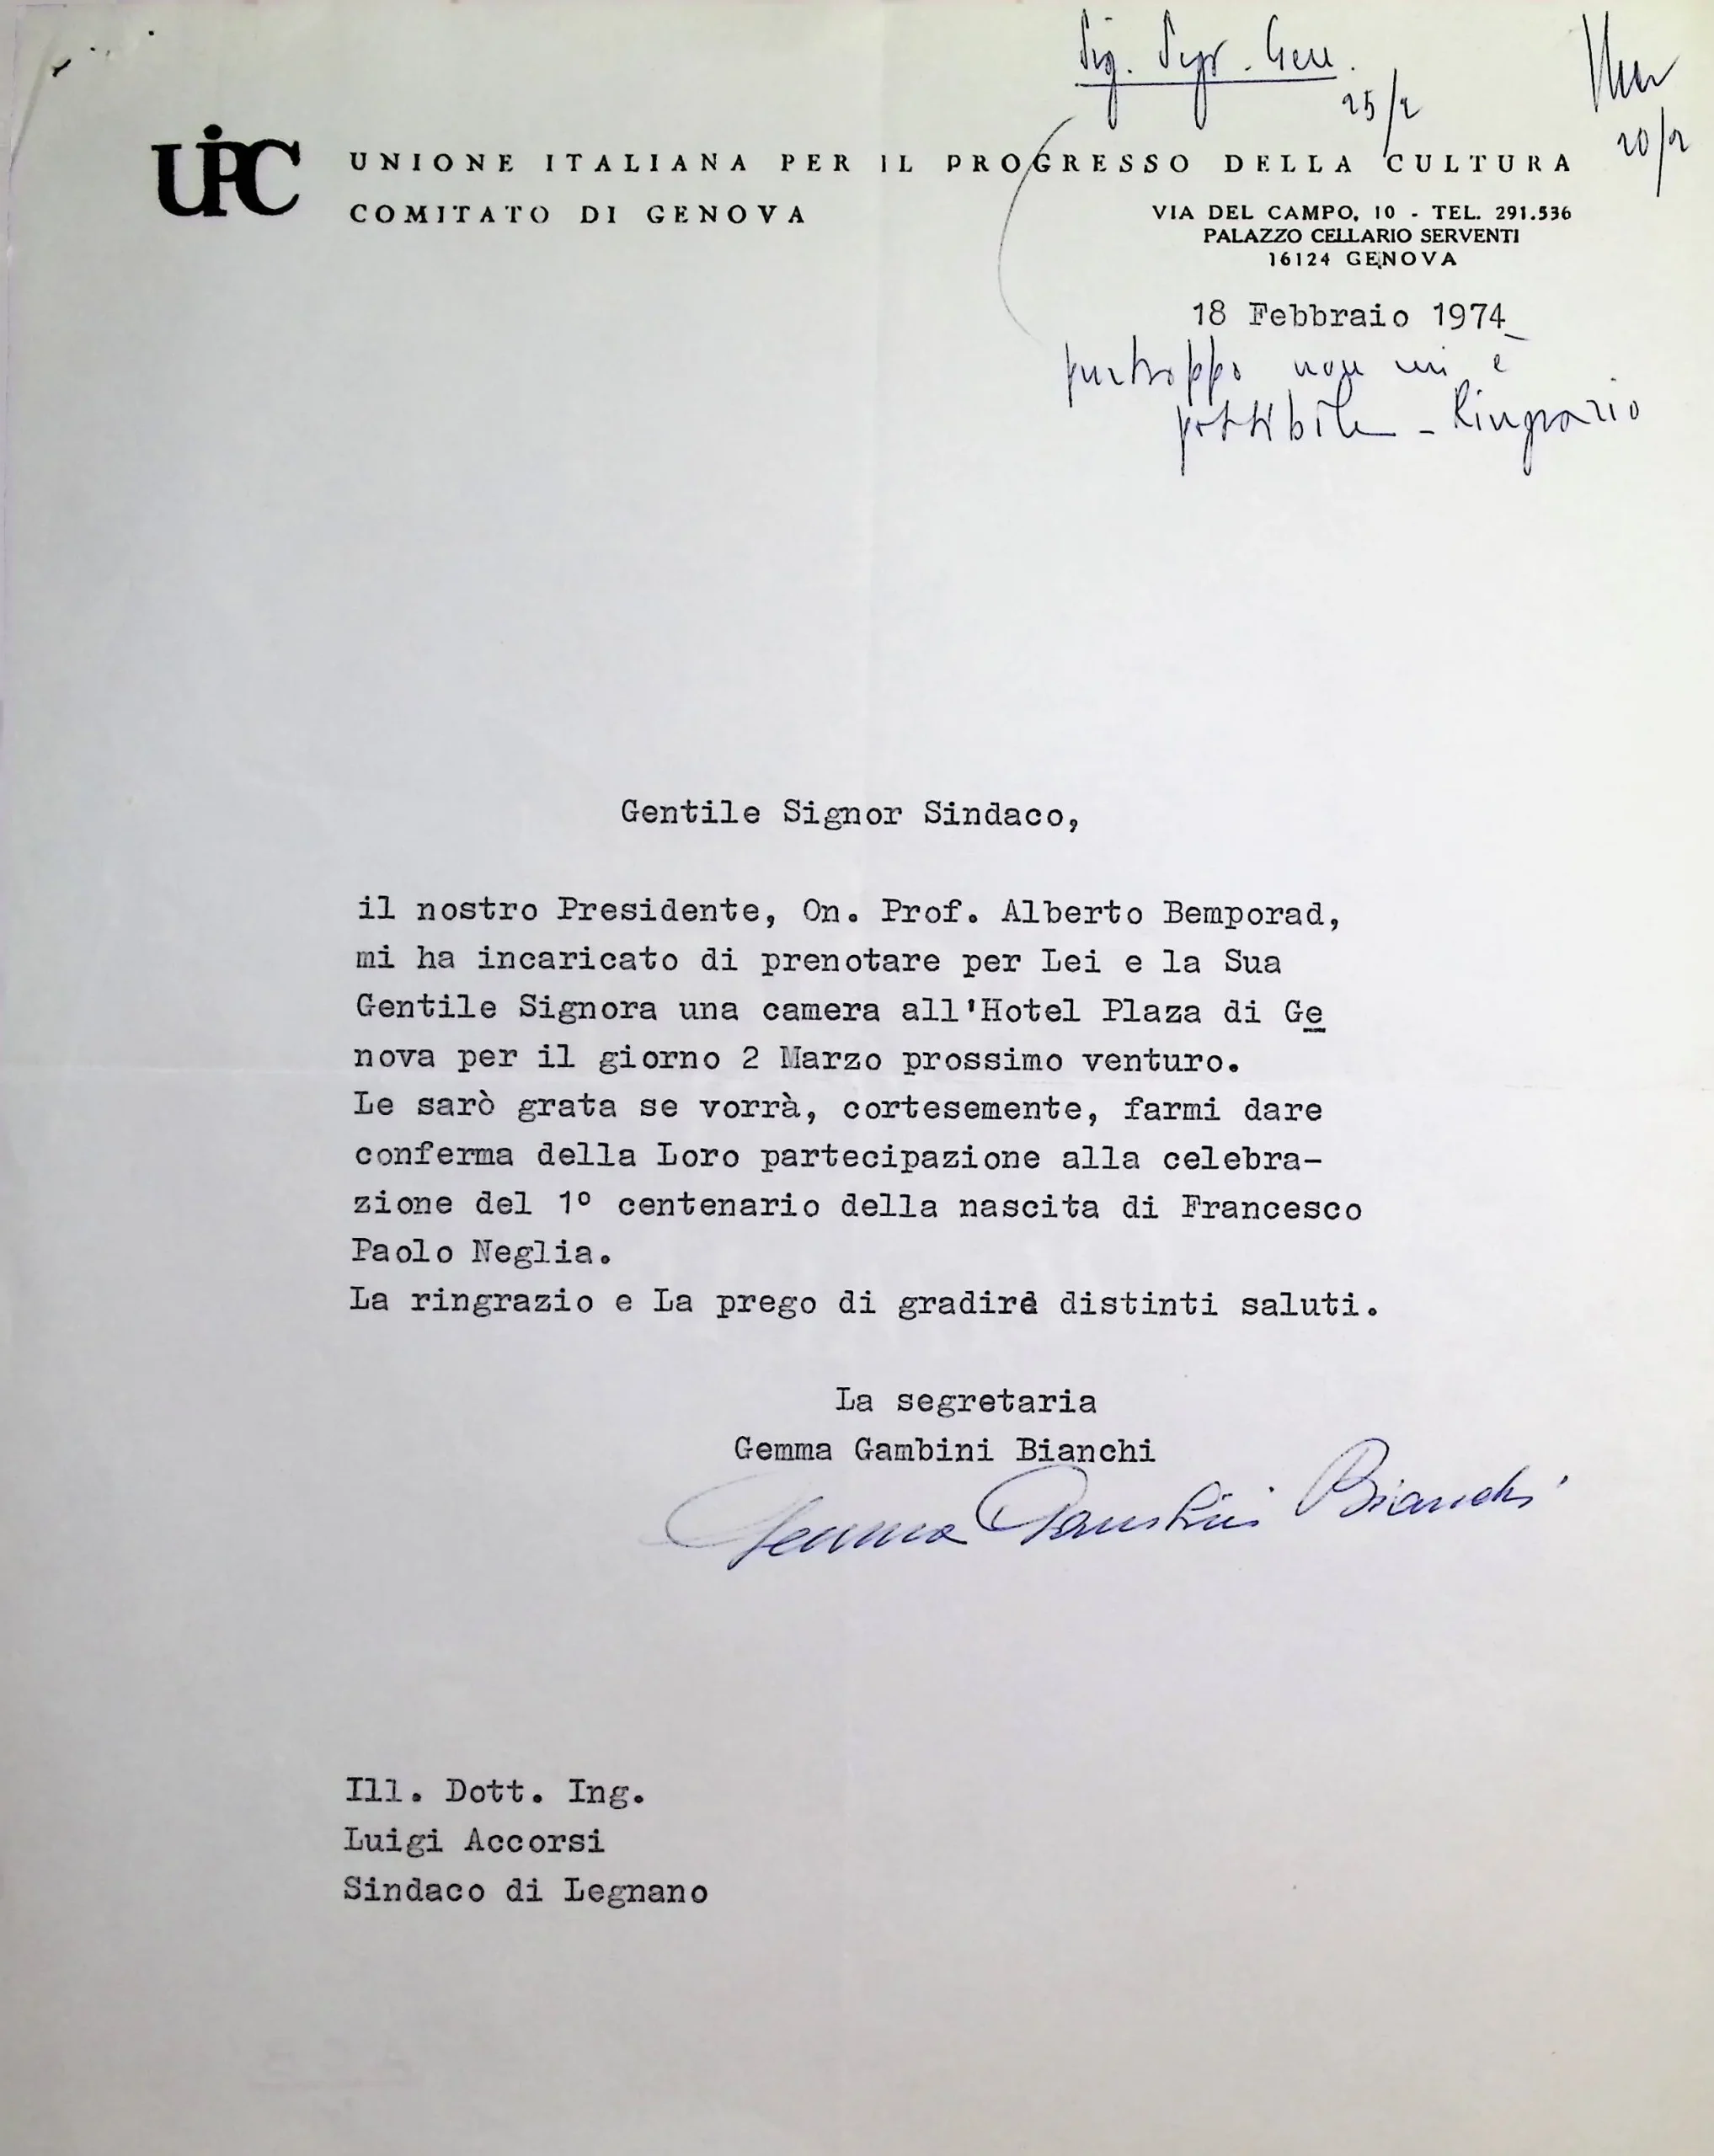 Sig. Segr. Gen.
25/2
20/2
UIPC
UNIONE ITALIANA PER IL PROGRESSO DELLA CULTURA
COMITATO DI GENOVA
VIA DEL CAMPO, 10 - TEL. 291.536
PALAZZO CELLARIO SERVENTI
16124 GENOVA
18 Febbraio 1974
purtroppo non mi è
possibile - Ringrazio
Gentile Signor Sindaco,
il nostro Presidente, On. Prof. Alberto Bemporad,
mi ha incaricato di prenotare per Lei e la Sua
Gentile Signora una camera all'Hotel Plaza di Ge
nova per il giorno 2 Marzo prossimo venturo.
Le sarò grata se vorrà, cortesemente, farmi dare
conferma della Loro partecipazione alla celebra-
zione del 1° centenario della nascita di Francesco
Paolo Neglia.
La ringrazio e La prego di gradire distinti saluti.
La segretaria
Gemma Gambini Bianchi
Gemma Gambini Bianchi
Ill. Dott. Ing.
Luigi Accorsi
Sindaco di Legnano